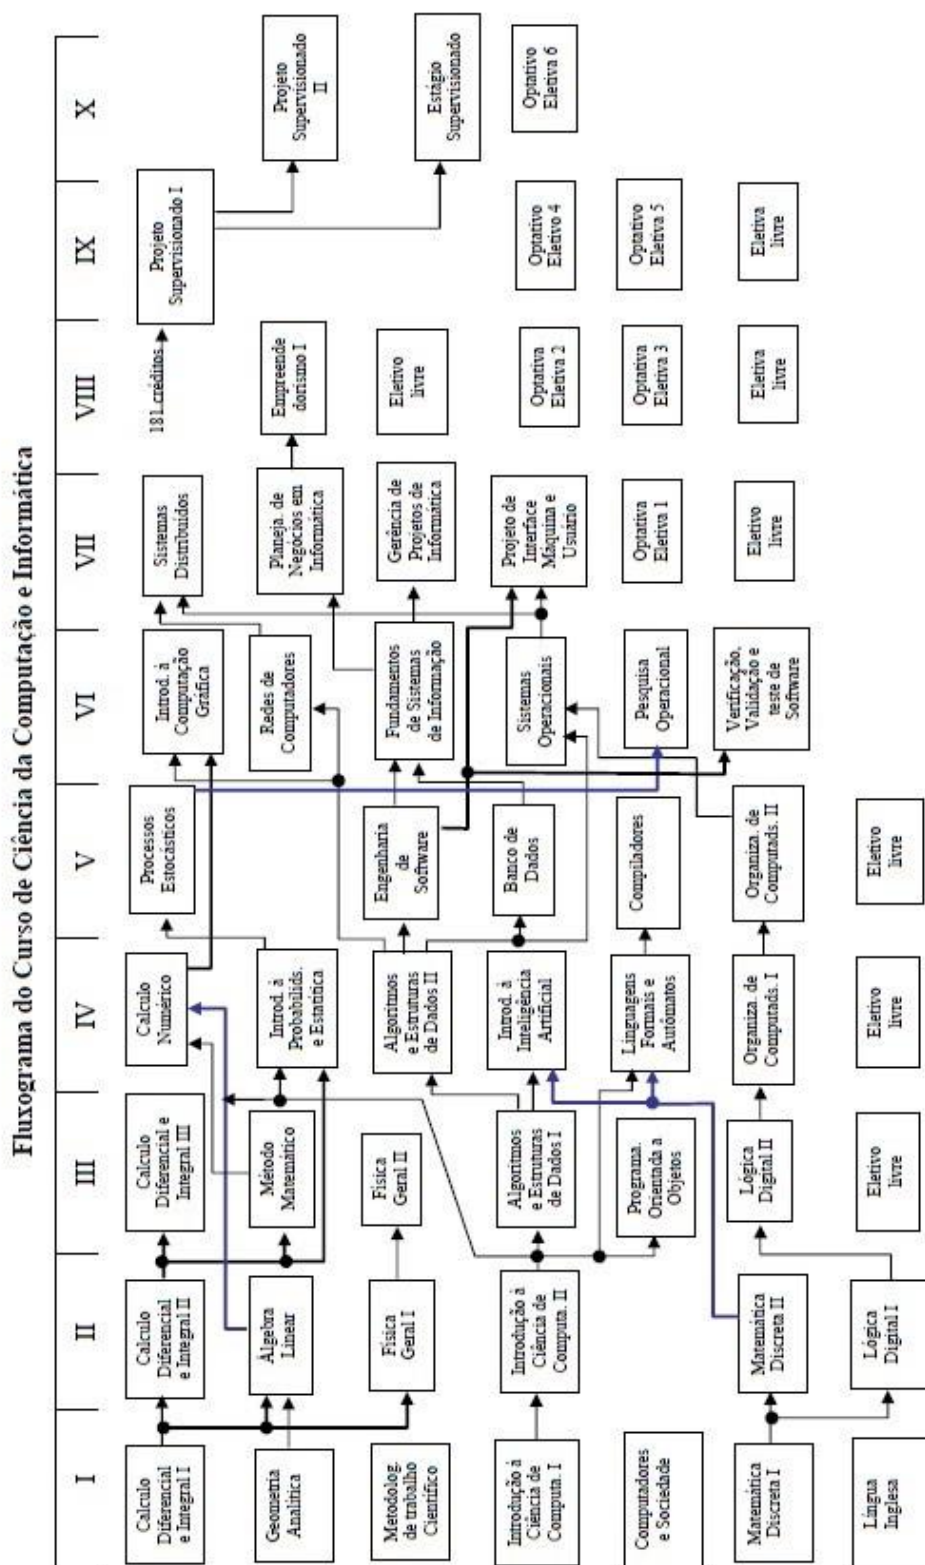 Fluxograma do Curso de Ciência da Computação e Informática
I
II
III
IV
V
VI
VII
VIII
IX
X
Calculo
Diferencial
e Integral I
Geometria
Analítica
Metodolog.
de trabalho
Científico
Introdução à
Ciência de
Computa. I
Computadores
e Sociedade
Matemática
Discreta I
Língua
Inglesa
Calculo
Diferencial
e Integral II
Álgebra
Linear
Física
Geral I
Introdução à
Ciência de
Computa. II
Matemática
Discreta II
Lógica
Digital I
Calculo
Diferencial e
Integral III
Método
Matemático
Física
Geral II
Algoritmos
e Estruturas
de Dados I
Programa.
Orientada a
Objetos
Lógica
Digital II
Eletivo
livre
Calculo
Numérico
Introd. à
Probabilids.
e Estatítica
Algoritmos
e Estruturas
de Dados II
Introd. à
Inteligência
Artificial
Linguagens
Formais e
Autômatos
Organiza. de
Computads. I
Eletivo
livre
Processos
Estocásticos
Engenharia
de
Software
Banco de
Dados
Compiladores
Organiza. de
Computads. II
Eletivo
livre
Introd. à
Computação
Gráfica
Redes de
Computadores
Fundamentos
de Sistemas
de Informação
Sistemas
Operacionais
Pesquisa
Operacional
Verificação,
Validação e
teste de
Software
Sistemas
Distribuídos
Planeja. de
Negócios em
Informática
Gerência de
Projetos de
Informática
Projeto de
Interface
Máquina e
Usuário
Optativa
Eletiva 1
Eletivo
livre
181.créditos
Empreende
dorismo I
Eletivo
livre
Optativa
Eletiva 2
Optativa
Eletiva 3
Eletiva
livre
Projeto
Supervisionado I
Optativo
Eletivo 4
Optativo
Eletiva 5
Eletiva
livre
Projeto
Supervisionado
II
Estágio
Supervisionado
Optativo
Eletiva 6